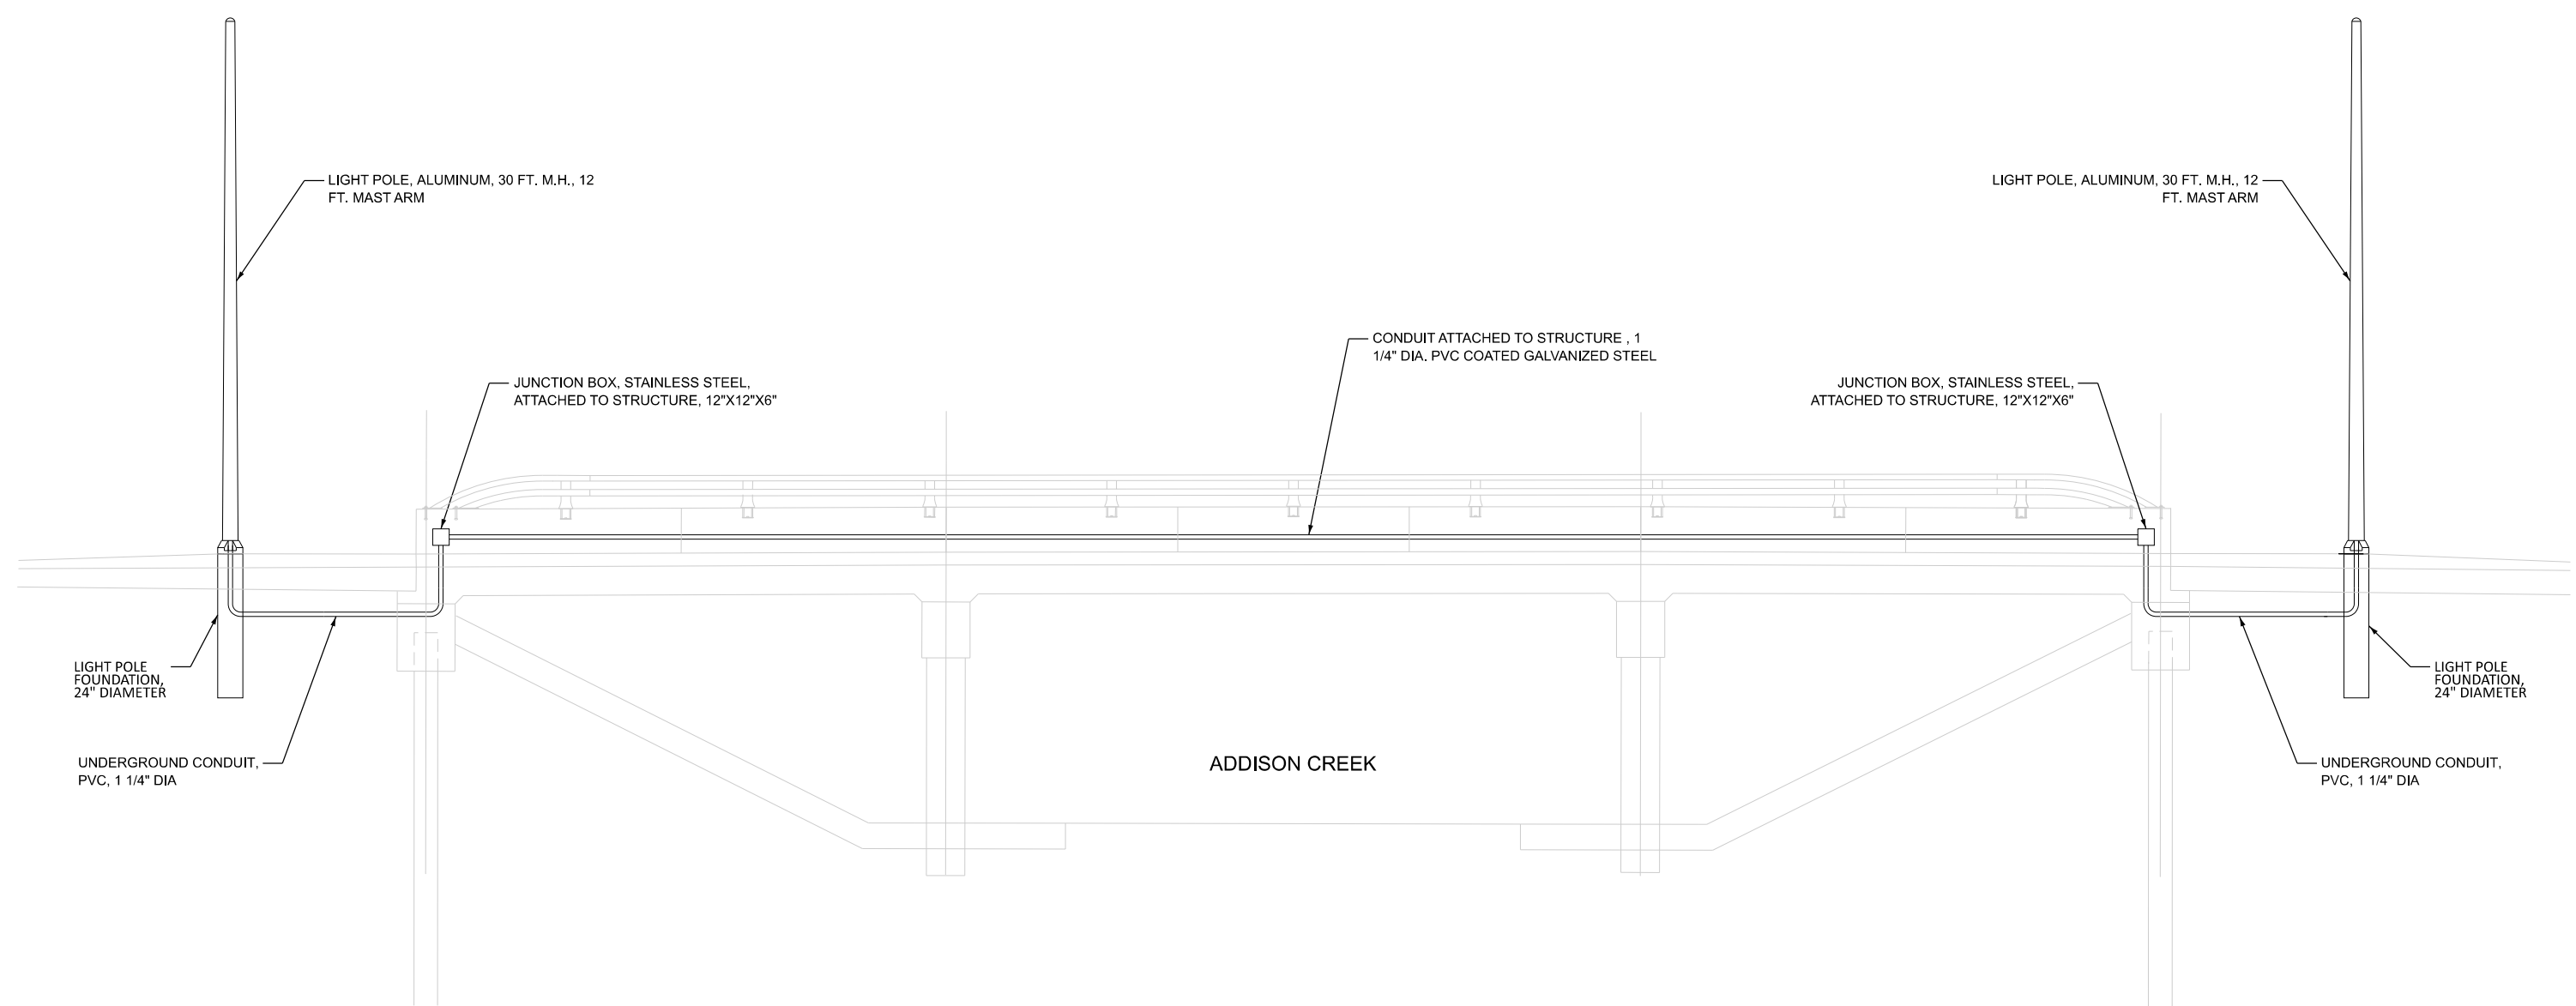 LIGHT POLE, ALUMINUM, 30 FT. M.H., 12
FT. MAST ARM
LIGHT POLE, ALUMINUM, 30 FT. M.H., 12
FT. MAST ARM
CONDUIT ATTACHED TO STRUCTURE , 1
1/4" DIA. PVC COATED GALVANIZED STEEL
JUNCTION BOX, STAINLESS STEEL,
ATTACHED TO STRUCTURE, 12"X12"X6"
JUNCTION BOX, STAINLESS STEEL,
ATTACHED TO STRUCTURE, 12"X12"X6"
LIGHT POLE
FOUNDATION,
24" DIAMETER
LIGHT POLE
FOUNDATION,
24" DIAMETER
UNDERGROUND CONDUIT,
PVC, 1 1/4" DIA
ADDISON CREEK
UNDERGROUND CONDUIT,
PVC, 1 1/4" DIA